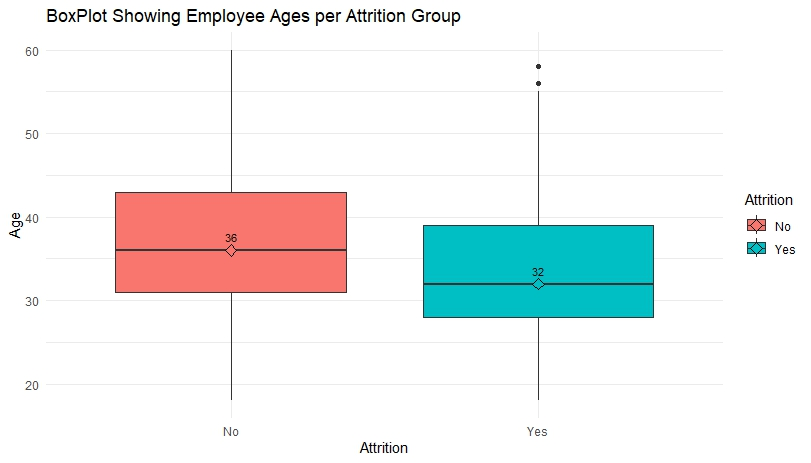 BoxPlot Showing Employee Ages per Attrition Group
60
50
40
30
20
Age
36
32
No
Yes
Attrition
Attrition
No
Yes